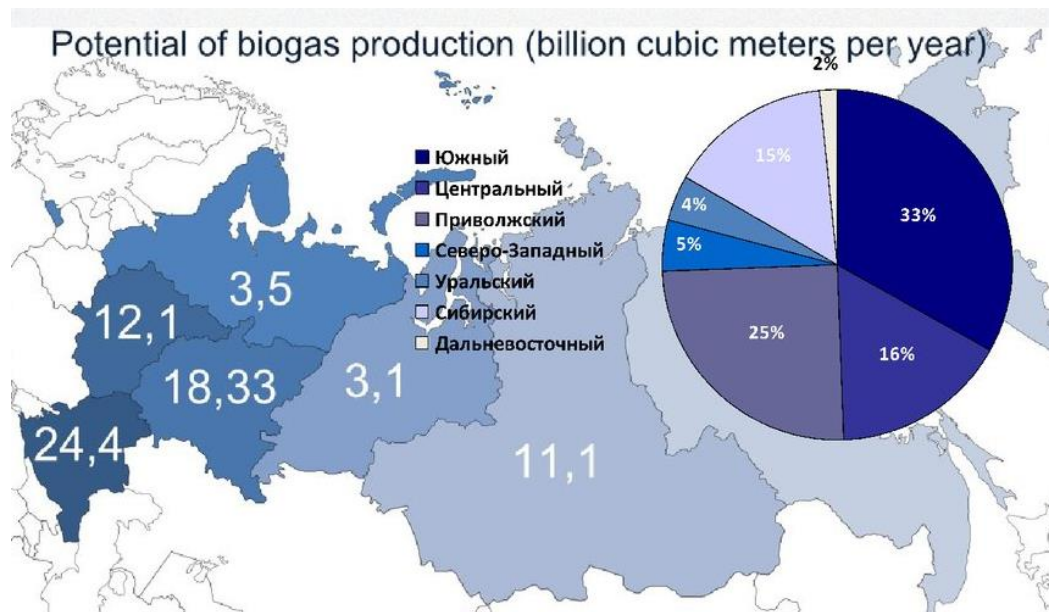 Potential of biogas production (billion cubic meters per year)
2%
Южный
Центральный
Приволжский
Северо-Западный
Уральский
Сибирский
Дальневосточный
15%
4%
5%
33%
25%
16%
3,5
12,1
18,33
3,1
24,4
11,1